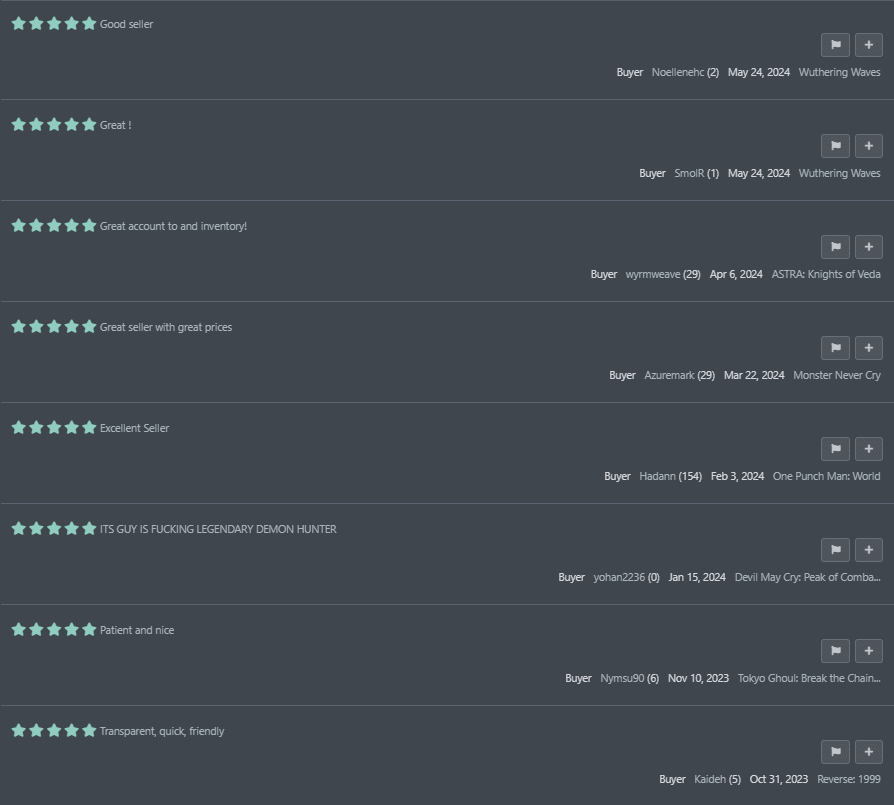 Good seller
Buyer Noellenehc (2) May 24, 2024 Wuthering Waves
Great !
Buyer SmolR (1) May 24, 2024 Wuthering Waves
Great account to and inventory!
Buyer wyrmweave (29) Apr 6, 2024 ASTRA: Knights of Veda
Great seller with great prices
Buyer Azuremark (29) Mar 22, 2024 Monster Never Cry
Excellent Seller
Buyer Hadann (154) Feb 3, 2024 One Punch Man: World
ITS GUY IS FUCKING LEGENDARY DEMON HUNTER
Buyer yohan2236 (0) Jan 15, 2024 Devil May Cry: Peak of Comba...
Patient and nice
Buyer Nymsu90 (6) Nov 10, 2023 Tokyo Ghoul: Break the Chain...
Transparent, quick, friendly
Buyer Kaideh (5) Oct 31, 2023 Reverse: 1999